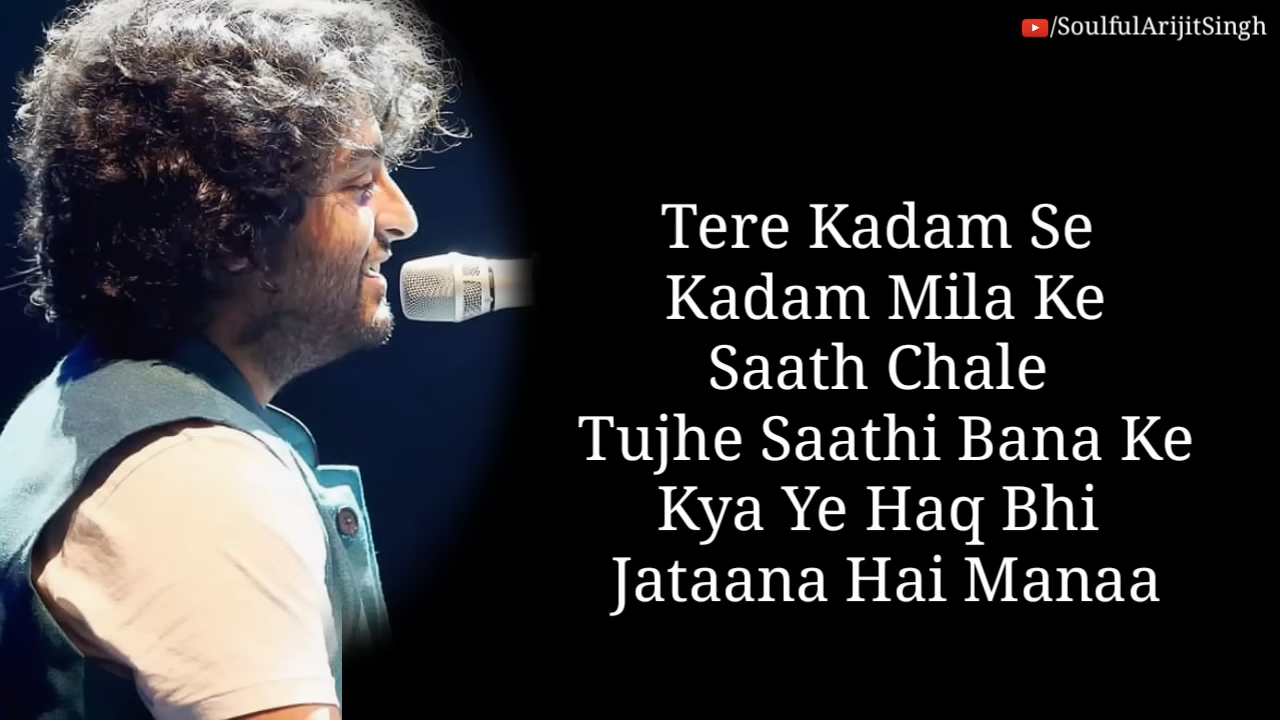 /SoulfulArijitSingh
Tere Kadam Se
Kadam Mila Ke
Saath Chale
Tujhe Saathi Bana Ke
Kya Ye Haq Bhi
Jataana Hai Manaa